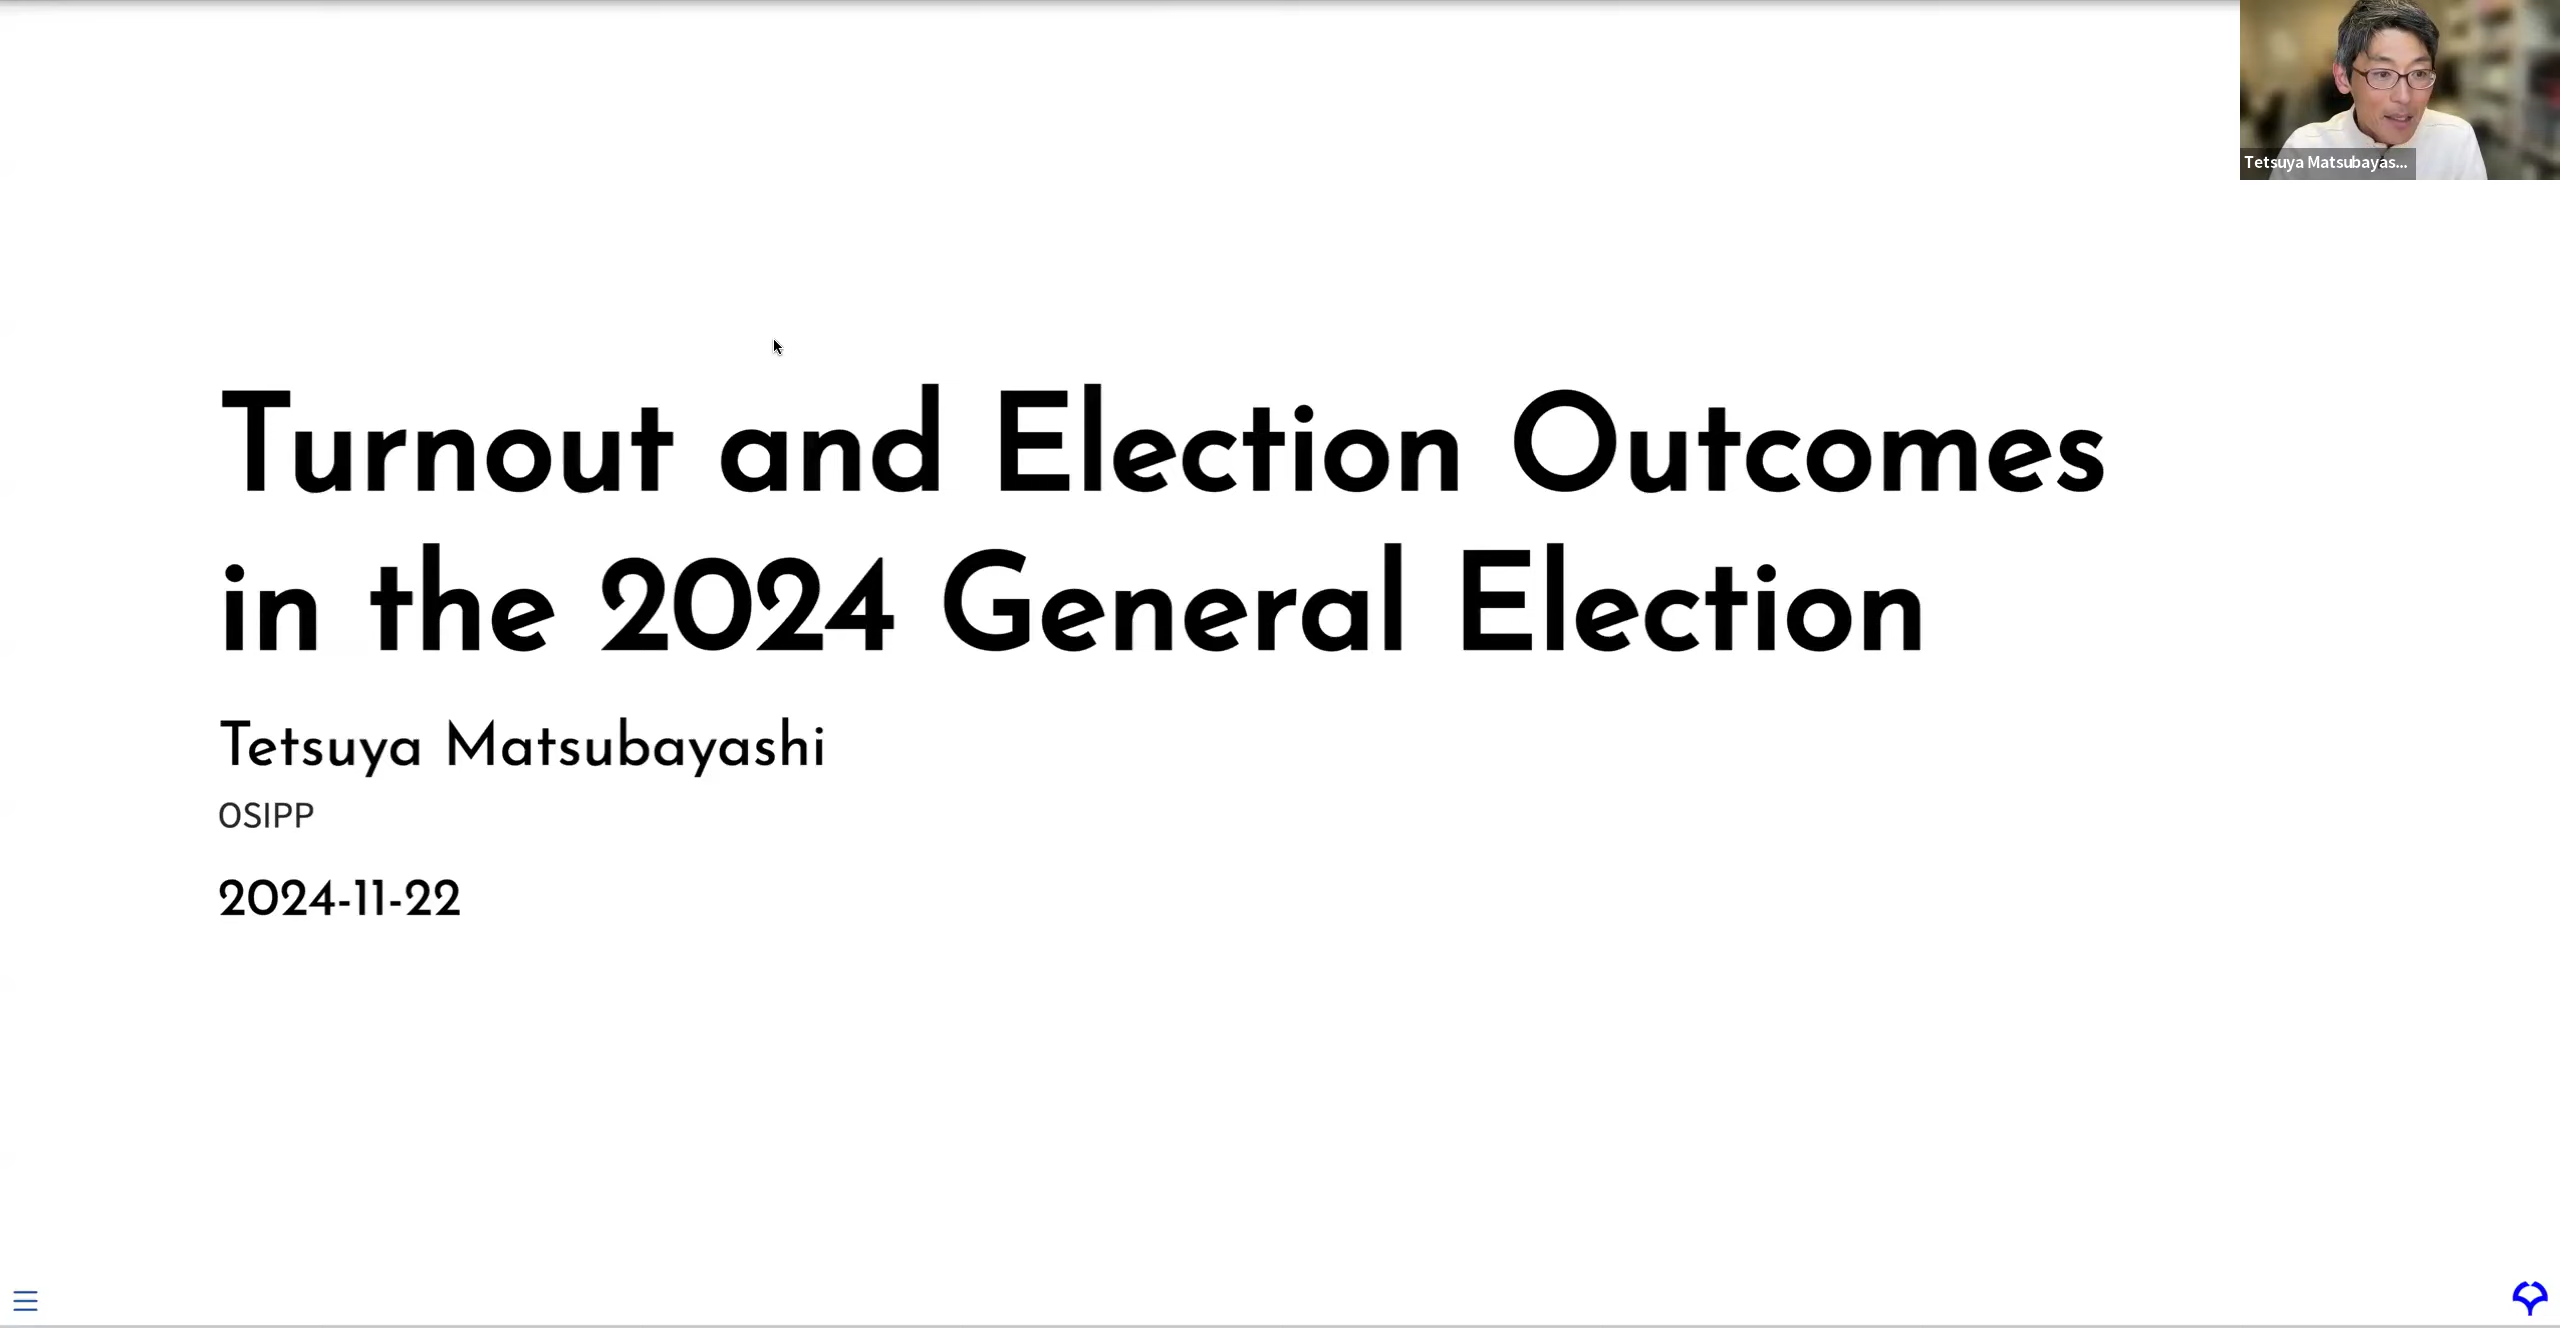 Tetsuya Matsubayas...
Turnout and Election Outcomes
in the 2024 General Election
Tetsuya Matsubayashi
OSIPP
2024-11-22